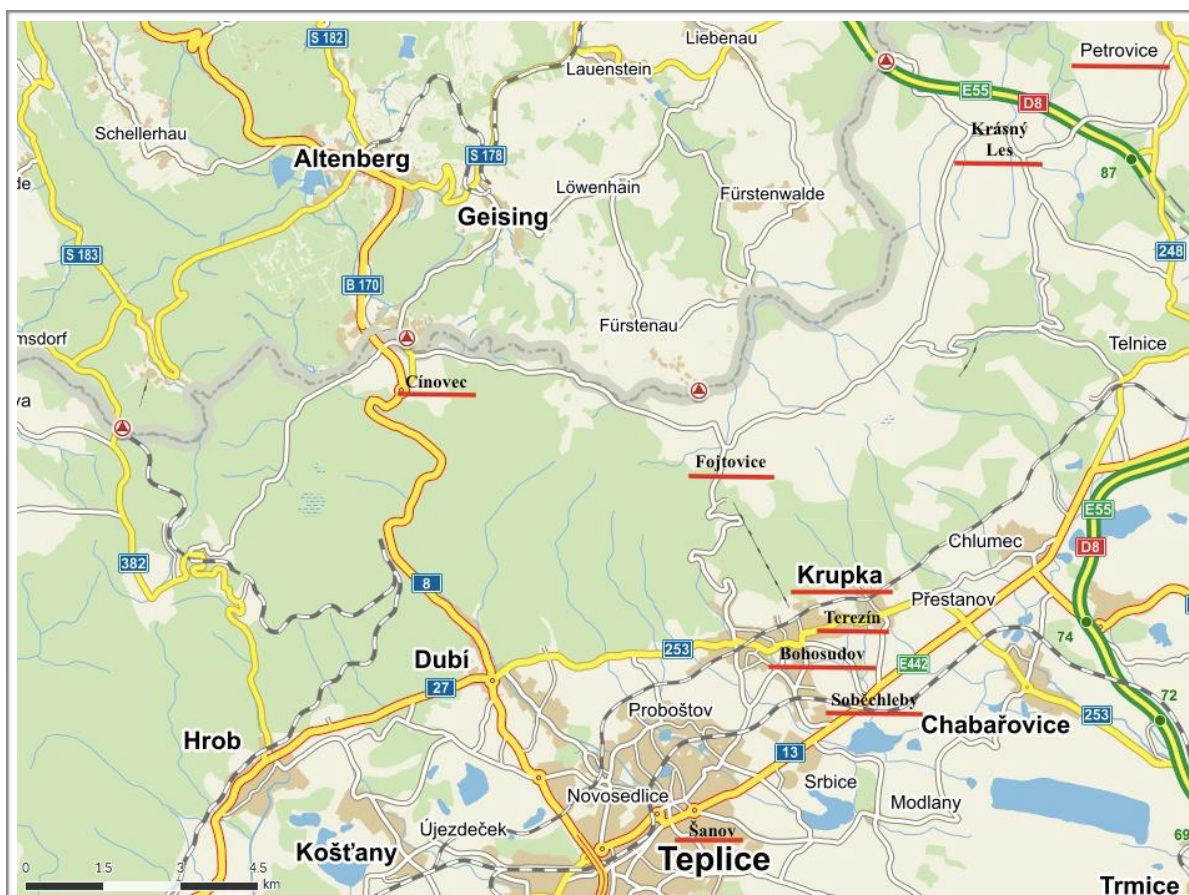 S 182
Liebenau
Petrovice
Lauenstein
E55
D8
Schellerhau
Krásný
Les
Altenberg
S 178
87
de
Löwenhain
Fürstenwalde
Geising
S 183
248
B 170
Fürstenau
msdorf
Telnice
Cínovec
va
Fojtovice
E55
Chlumec
D8
382
8
Krupka
Přestanov
Terezín
74
253
Bohosudov
Dubí
E442
27
Soběchleby
72
Proboštov
253
Chabařovice
Hrob
13
Srbice
Novosedlice
Modlany
Újezdeček
Šanov
69
Košťany
Teplice
0 1.5 3 4.5
km
Trmice